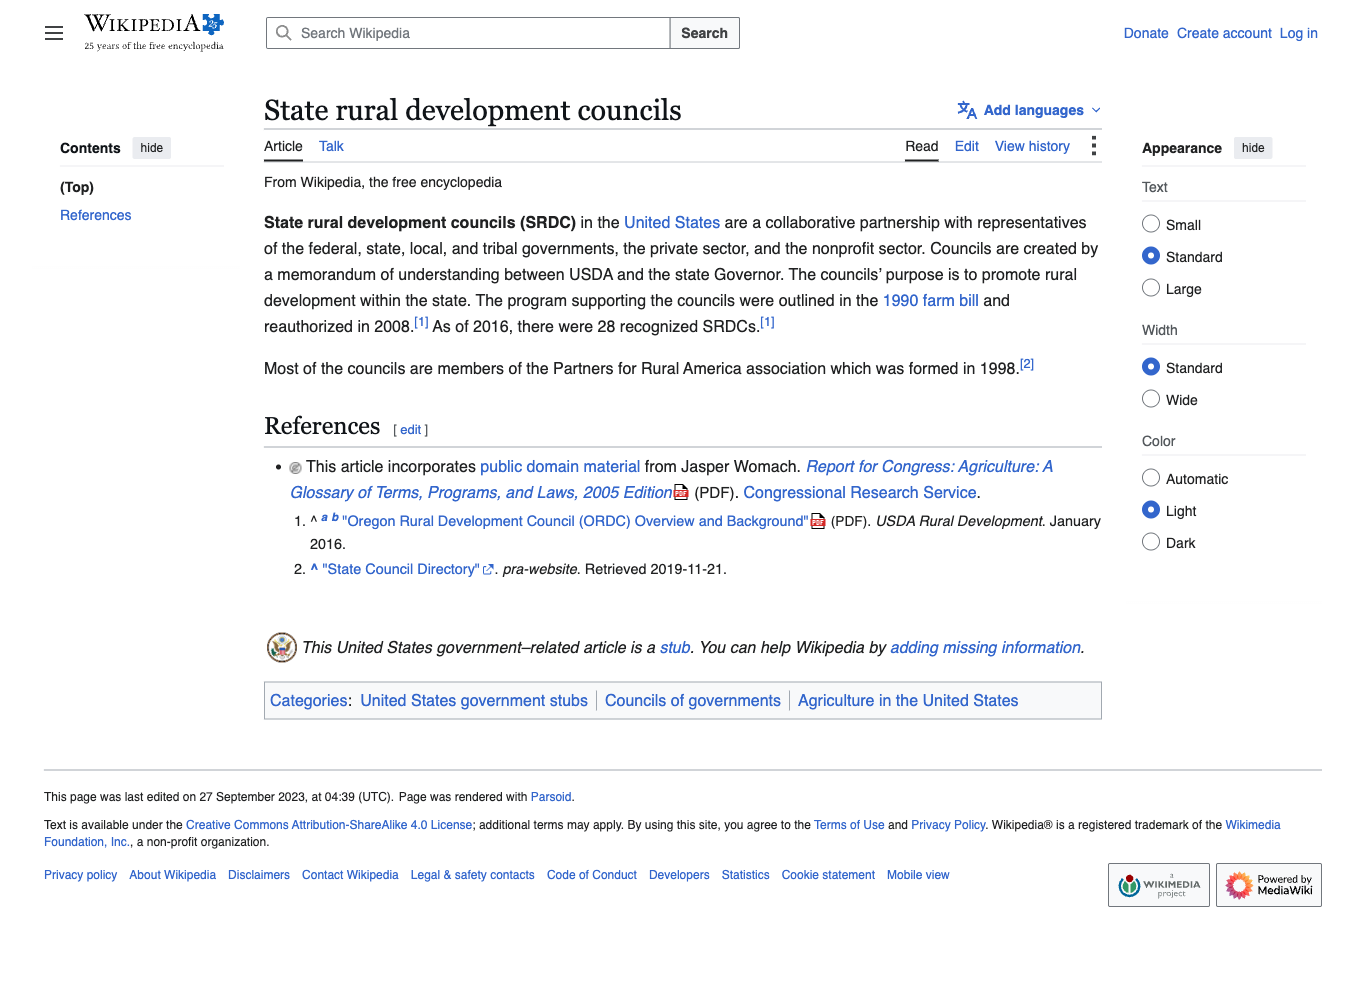 WIKIPEDIA 25
25 years of the free encyclopedia
Search Wikipedia
Search
Donate Create account Log in
Contents hide
(Top)
References
State rural development councils
Add languages
Article Talk
Read Edit View history
From Wikipedia, the free encyclopedia
State rural development councils (SRDC) in the United States are a collaborative partnership with representatives
of the federal, state, local, and tribal governments, the private sector, and the nonprofit sector. Councils are created by
a memorandum of understanding between USDA and the state Governor. The councils’ purpose is to promote rural
development within the state. The program supporting the councils were outlined in the 1990 farm bill and
reauthorized in 2008.[1] As of 2016, there were 28 recognized SRDCs.[1]
Most of the councils are members of the Partners for Rural America association which was formed in 1998.[2]
References [ edit ]
• This article incorporates public domain material from Jasper Womach. Report for Congress: Agriculture: A
Glossary of Terms, Programs, and Laws, 2005 Edition (PDF). Congressional Research Service.
1. ^ a b "Oregon Rural Development Council (ORDC) Overview and Background" (PDF). USDA Rural Development. January
2016.
2. ^ "State Council Directory". pra-website. Retrieved 2019-11-21.
This United States government–related article is a stub. You can help Wikipedia by adding missing information.
Categories: United States government stubs Councils of governments Agriculture in the United States
Appearance hide
Text
Small
Standard
Large
Width
Standard
Wide
Color
Automatic
Light
Dark
This page was last edited on 27 September 2023, at 04:39 (UTC). Page was rendered with Parsoid.
Text is available under the Creative Commons Attribution-ShareAlike 4.0 License; additional terms may apply. By using this site, you agree to the Terms of Use and Privacy Policy. Wikipedia® is a registered trademark of the Wikimedia
Foundation, Inc., a non-profit organization.
Privacy policy About Wikipedia Disclaimers Contact Wikipedia Legal & safety contacts Code of Conduct Developers Statistics Cookie statement Mobile view
a
WIKIMEDIA
project
Powered by
MediaWiki